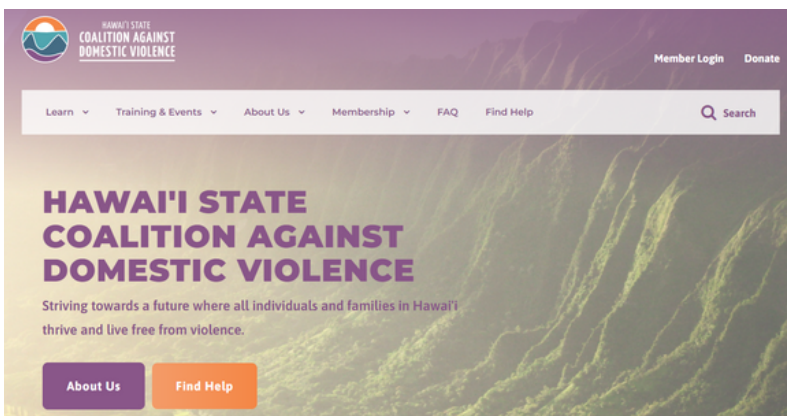 HAWAI'I STATE
COALITION AGAINST
DOMESTIC VIOLENCE
Member Login Donate
Learn Training & Events About Us Membership FAQ Find Help Search
HAWAI'I STATE
COALITION AGAINST
DOMESTIC VIOLENCE
Striving towards a future where all individuals and families in Hawai'i
thrive and live free from violence.
About Us Find Help